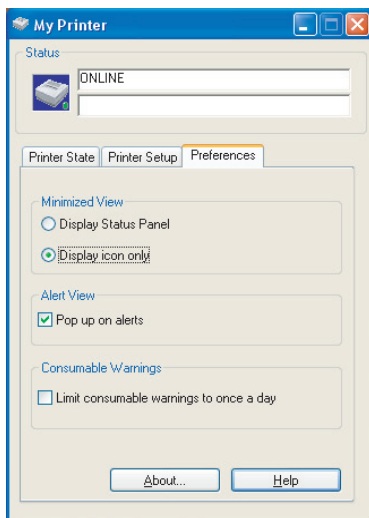 My Printer
Status
ONLINE
Printer State Printer Setup Preferences
Minimized View
Display Status Panel
Display icon only
Alert View
Pop up on alerts
Consumable Warnings
Limit consumable warnings to once a day
About... Help